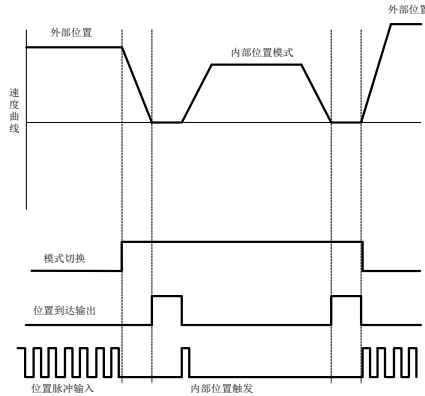 外部位置
外部位置
内部位置模式
速度曲线
模式切换
位置到达输出
位置脉冲输入
内部位置触发